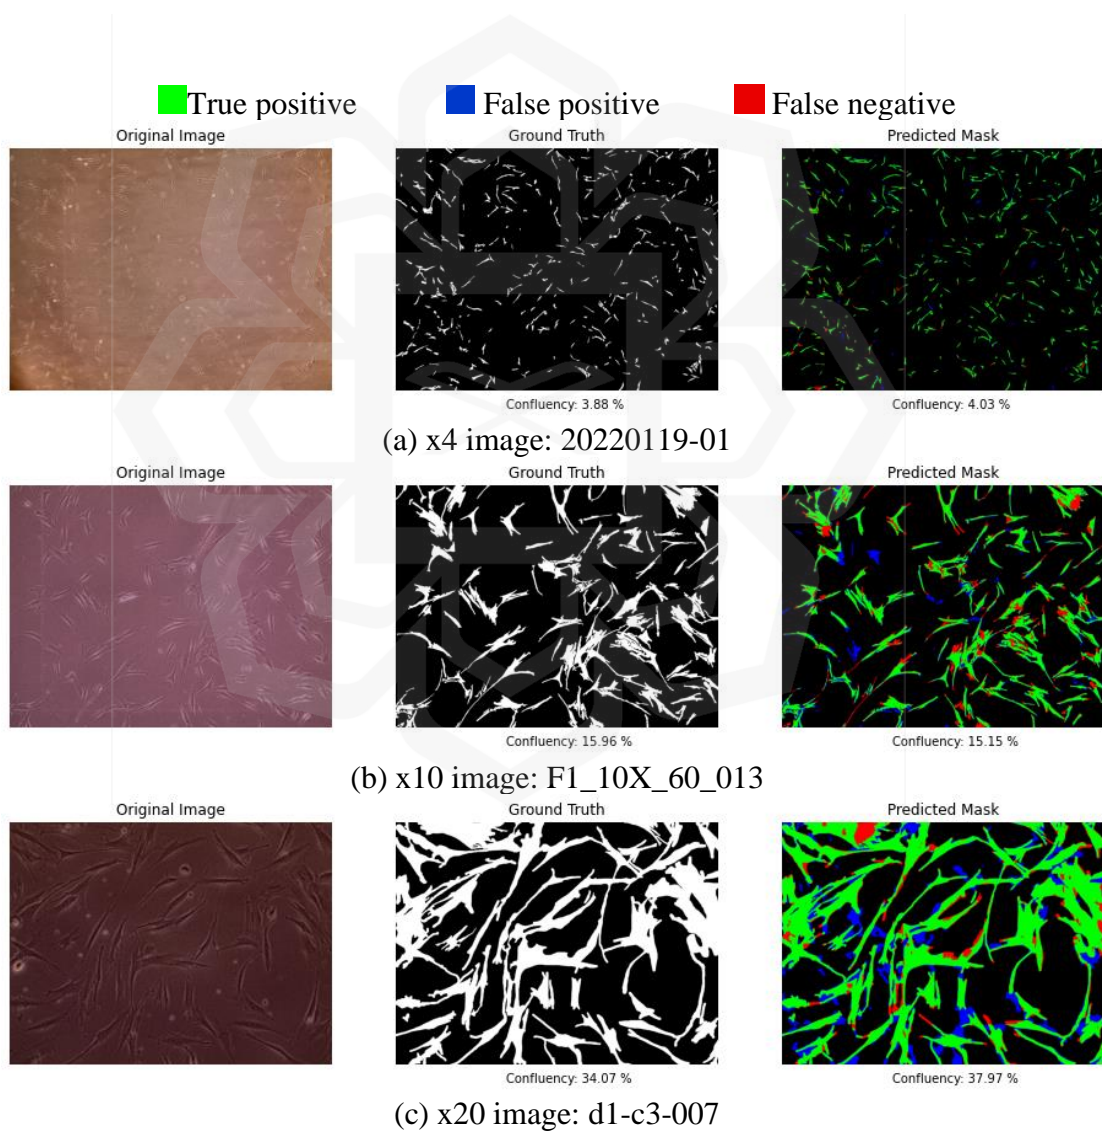 True positive False positive False negative
Original Image Ground Truth Predicted Mask
Confluency: 3.88 % Confluency: 4.03 %
(a) x4 image: 20220119-01
Original Image Ground Truth Predicted Mask
Confluency: 15.96 % Confluency: 15.15 %
(b) x10 image: F1_10X_60_013
Original Image Ground Truth Predicted Mask
Confluency: 34.07 % Confluency: 37.97 %
(c) x20 image: d1-c3-007